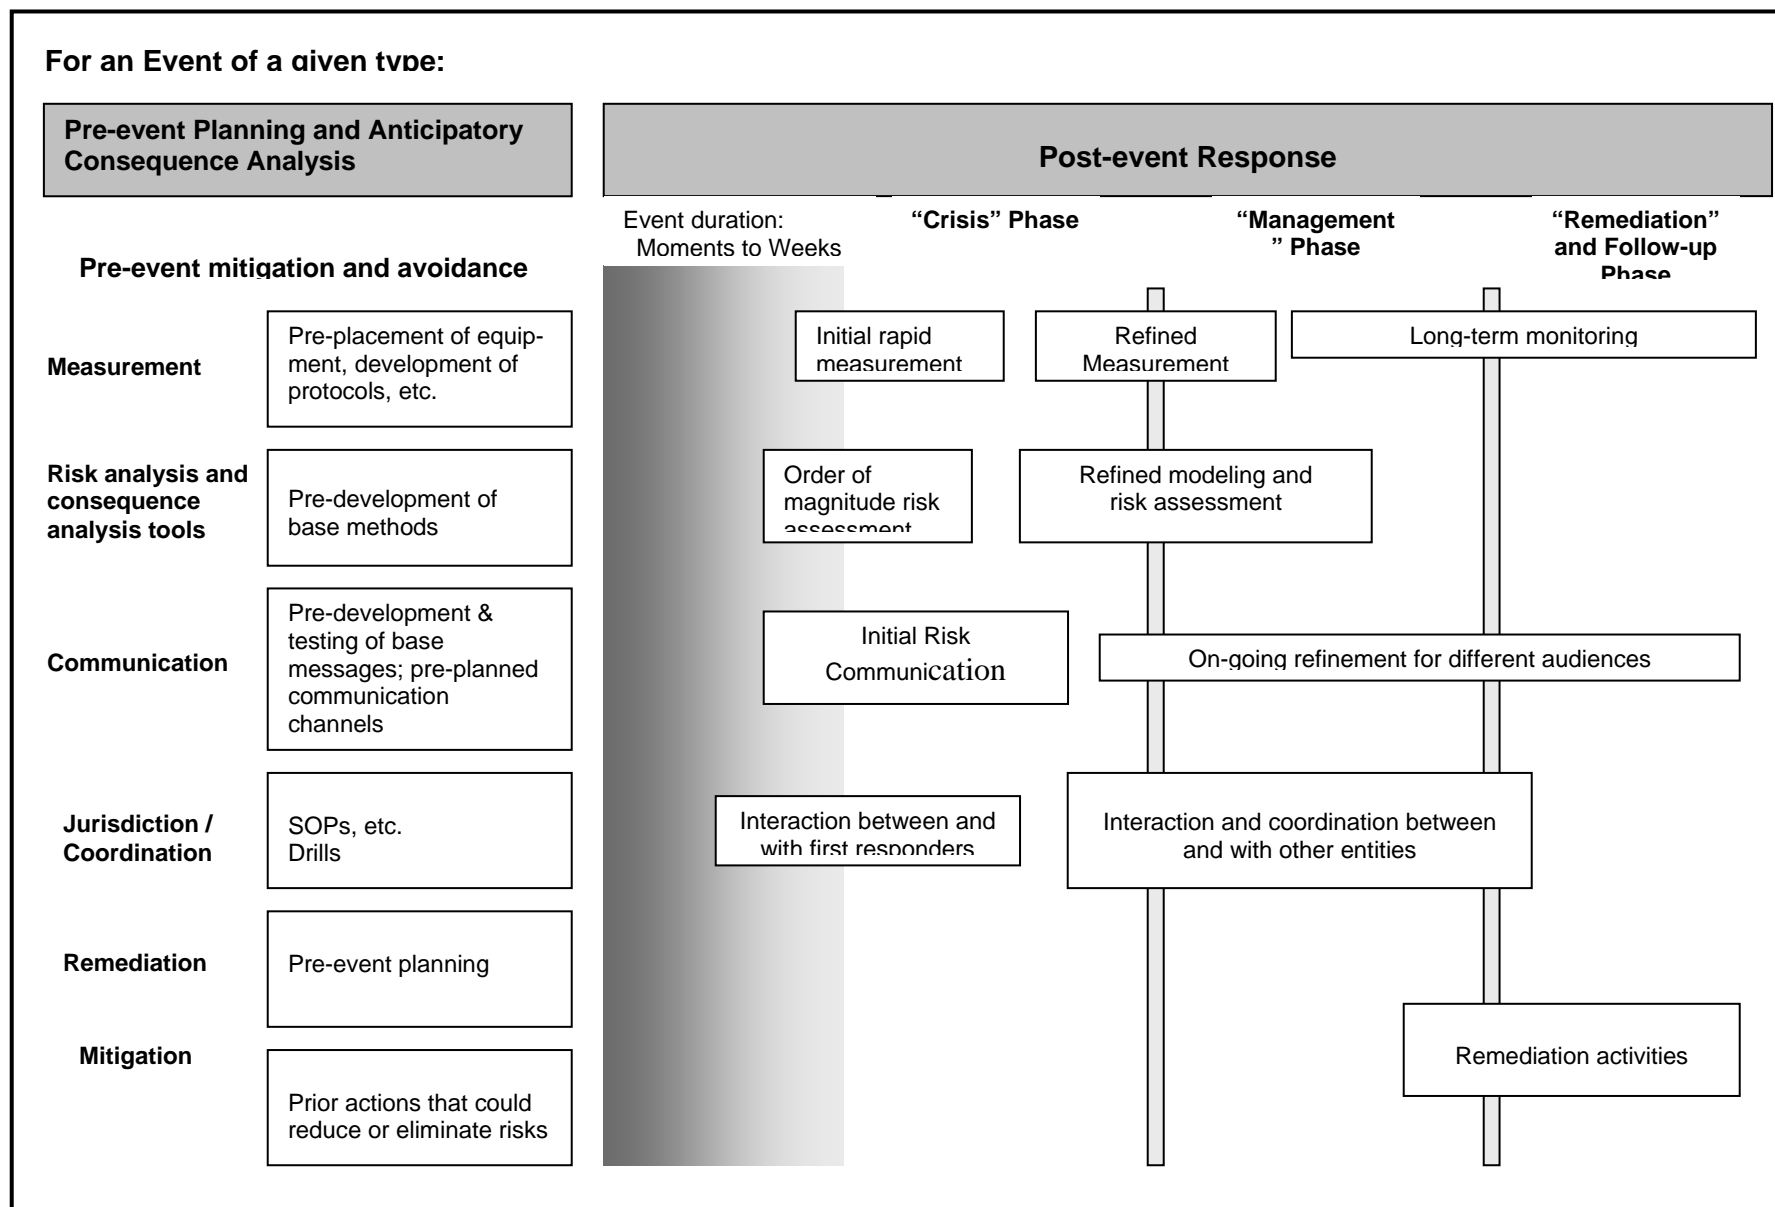 For an Event of a given type:
Pre-event Planning and Anticipatory
Consequence Analysis
Post-event Response
Event duration:
Moments to Weeks
“Crisis” Phase
“Management
” Phase
“Remediation”
and Follow-up
Phase
Pre-event mitigation and avoidance
Measurement
Pre-placement of equip-
ment, development of
protocols, etc.
Initial rapid
measurement
Refined
Measurement
Long-term monitoring
Risk analysis and
consequence
analysis tools
Pre-development of
base methods
Order of
magnitude risk
assessment
Refined modeling and
risk assessment
Communication
Pre-development &
testing of base
messages; pre-planned
communication
channels
Initial Risk
Communication
On-going refinement for different audiences
Jurisdiction /
Coordination
SOPs, etc.
Drills
Interaction between and
with first responders
Interaction and coordination between
and with other entities
Remediation
Pre-event planning
Mitigation
Prior actions that could
reduce or eliminate risks
Remediation activities